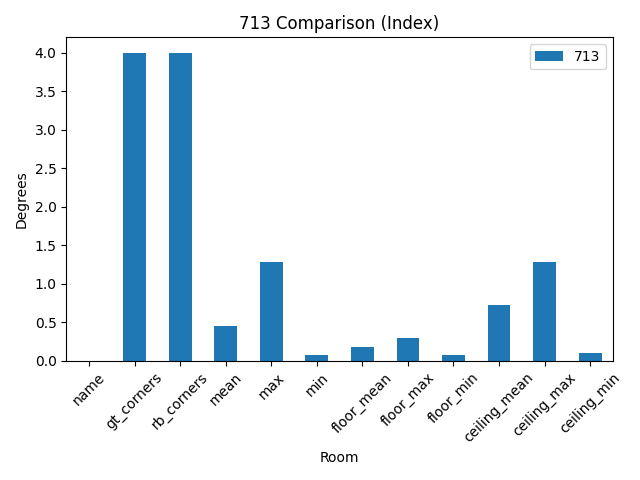 713 Comparison (Index)
713
Degrees
4.0
3.5
3.0
2.5
2.0
1.5
1.0
0.5
0.0
name
gt_corners
rb_corners
mean
max
min
floor_mean
floor_max
floor_min
ceiling_mean
ceiling_max
ceiling_min
Room